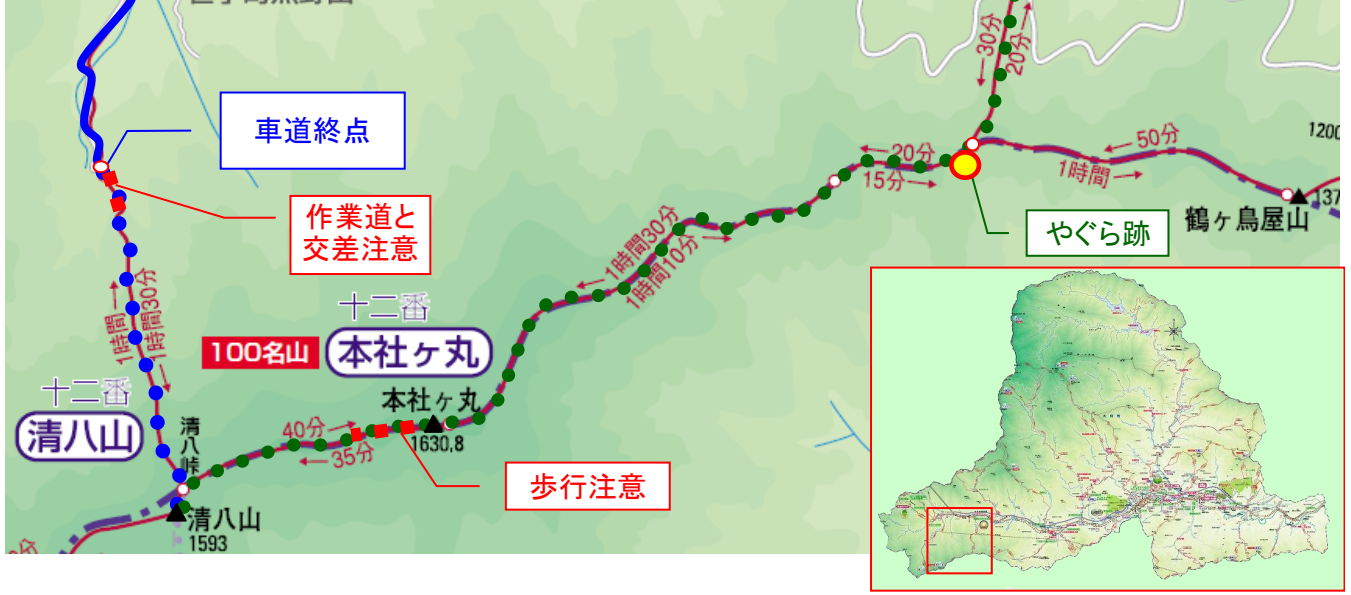 30分
20分
車道終点
50分
1200
20分
15分
1時間
137
作業道と
交差注意
鶴ヶ鳥屋山
やぐら跡
1時間30分
1時間10分
1時間
1時間30分
十二番
100名山
本社ヶ丸
十二番
清八山
本社ヶ丸
1630,8
清八峠
40分
35分
歩行注意
清八山
1593